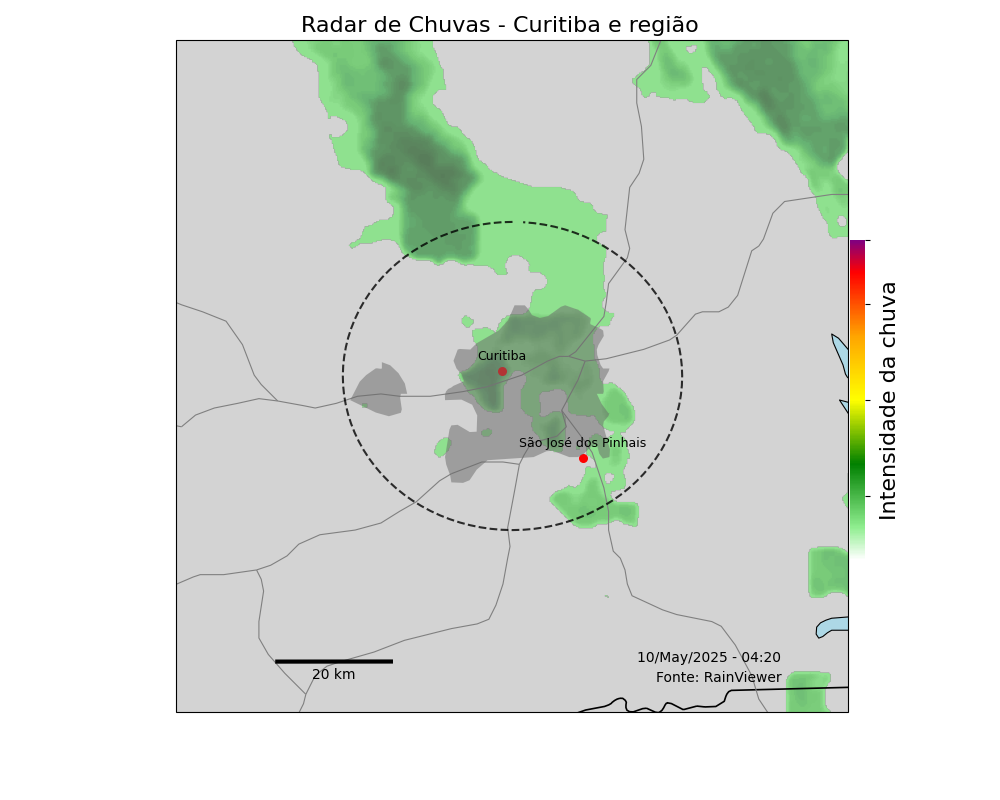 Radar de Chuvas - Curitiba e região
Curitiba
São José dos Pinhais
Intensidade da chuva
20 km
10/May/2025 - 04:20
Fonte: RainViewer